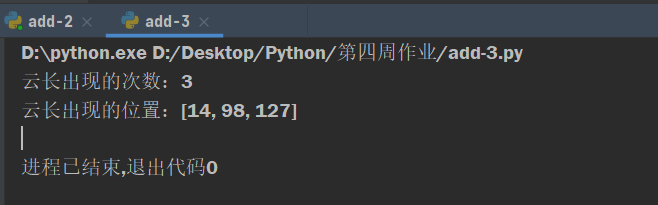 add-2 × add-3 ×
D:\python.exe D:/Desktop/Python/第四周作业/add-3.py
云长出现的次数：3
云长出现的位置：[14, 98, 127]
进程已结束,退出代码0